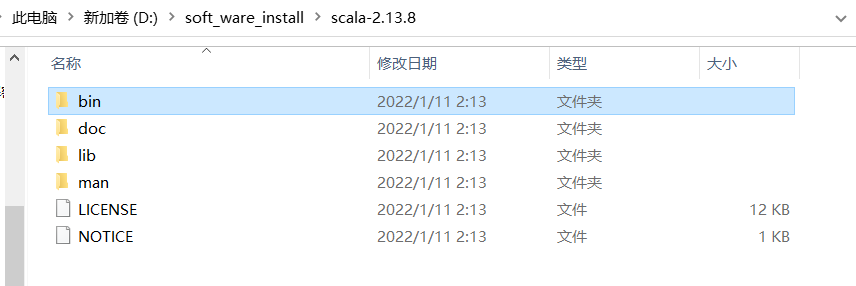 此电脑 > 新加卷 (D:) > soft_ware_install > scala-2.13.8
名称 修改日期 类型 大小
bin 2022/1/11 2:13 文件夹
doc 2022/1/11 2:13 文件夹
lib 2022/1/11 2:13 文件夹
man 2022/1/11 2:13 文件夹
LICENSE 2022/1/11 2:13 文件 12 KB
NOTICE 2022/1/11 2:13 文件 1 KB